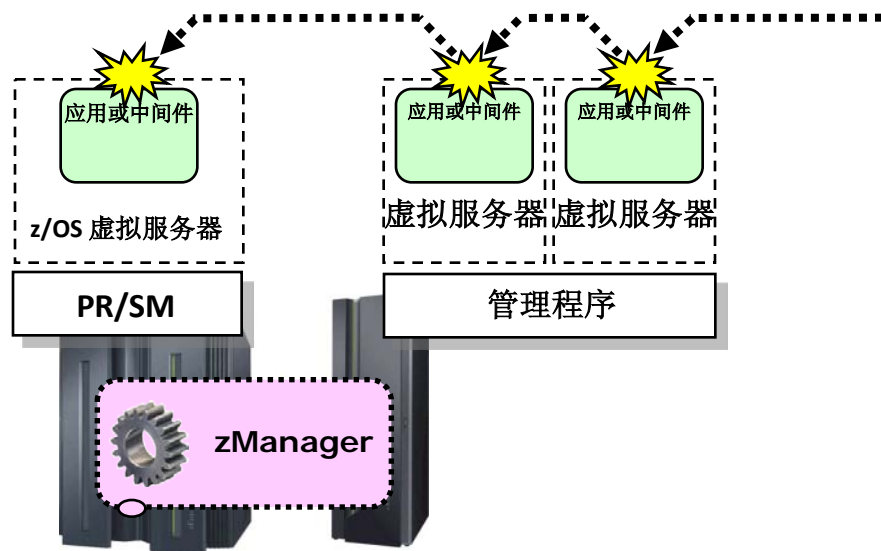 应用或中间件
应用或中间件
应用或中间件
z/OS 虚拟服务器
虚拟服务器
虚拟服务器
PR/SM
管理程序
zManager